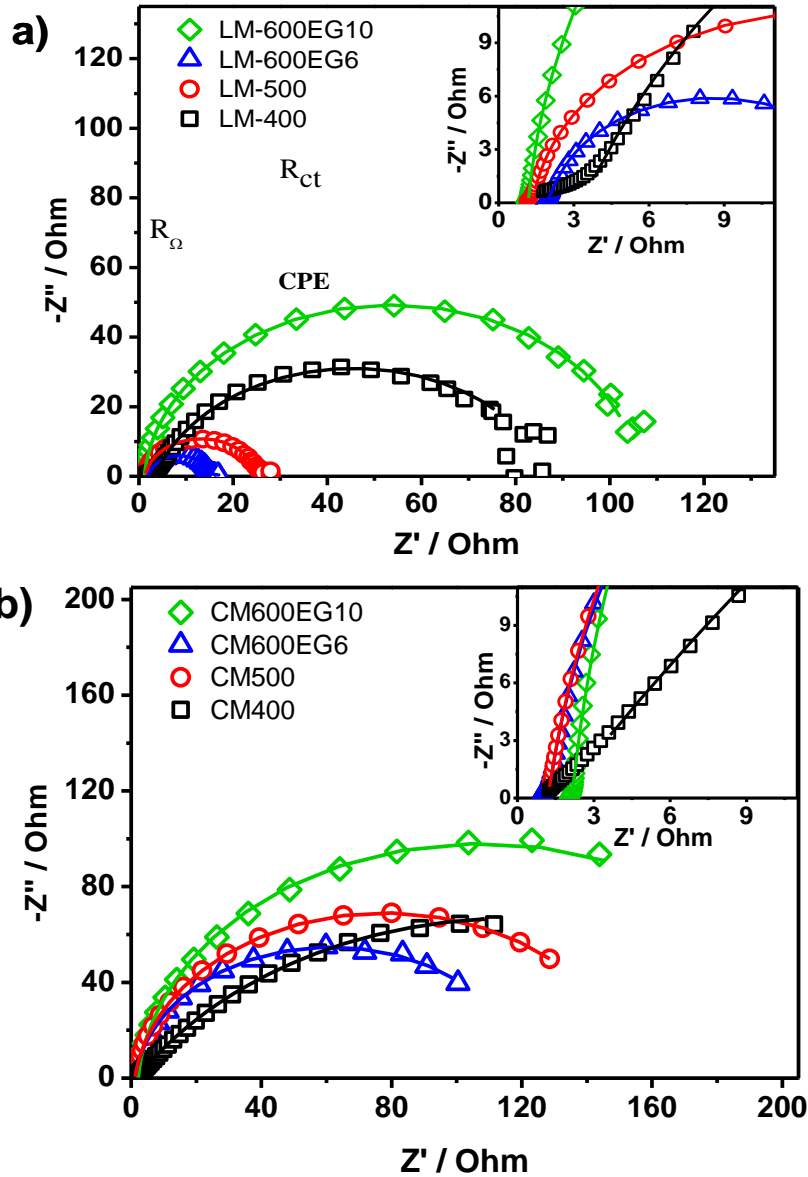 a)
LM-600EG10
LM-600EG6
LM-500
LM-400
R_ct
R_Ω
CPE
120
100
80
60
40
20
0
-Z'' / Ohm
0 20 40 60 80 100 120
Z' / Ohm
9
6
3
0
-Z'' / Ohm
3 6 9
Z' / Ohm
b)
CM600EG10
CM600EG6
CM500
CM400
200
160
120
80
40
0
-Z'' / Ohm
0 40 80 120 160 200
Z' / Ohm
9
6
3
0
-Z'' / Ohm
0 3 6 9
Z' / Ohm